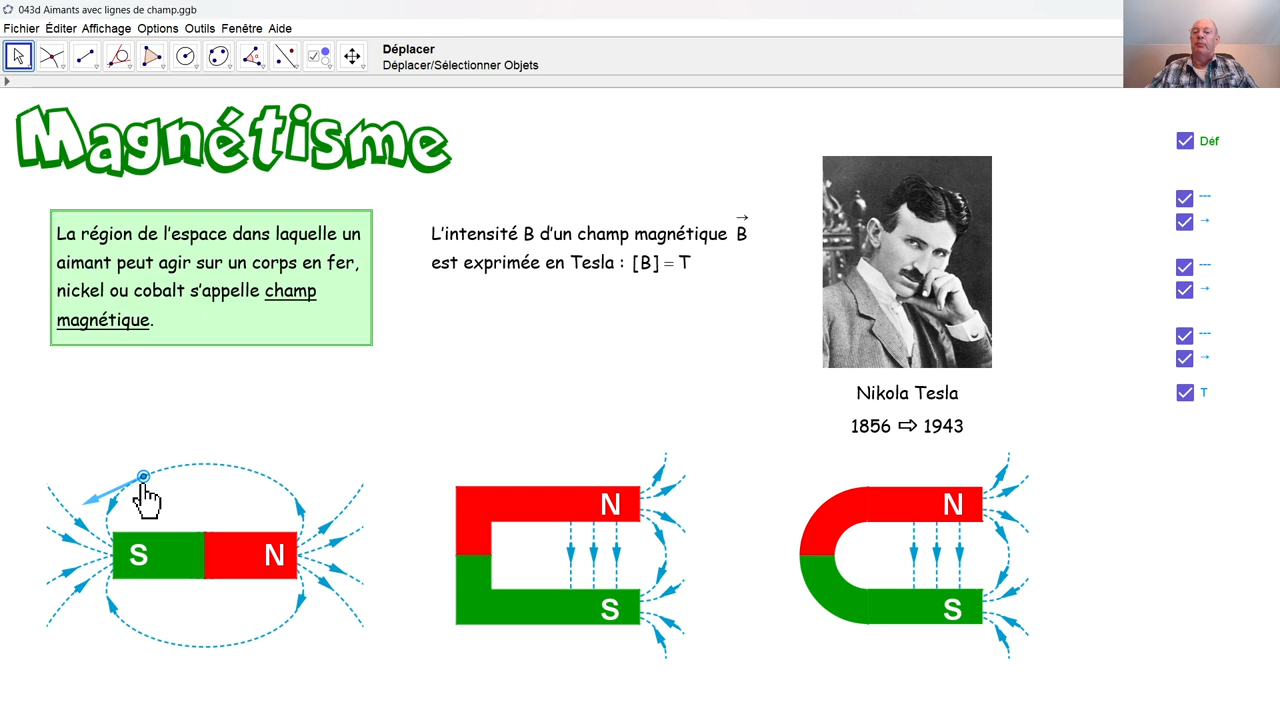 043d Aimants avec lignes de champ.ggb
Fichier Éditer Affichage Options Outils Fenêtre Aide
Déplacer
Déplacer/Sélectionner Objets
Magnétisme
Déf
La région de l'espace dans laquelle un
aimant peut agir sur un corps en fer,
nickel ou cobalt s'appelle champ
magnétique.
L'intensité B d'un champ magnétique B⃗
est exprimée en Tesla : [B] = T
---
→
---
→
---
→
T
Nikola Tesla
1856 ⇨ 1943
S N
N
S
N
S